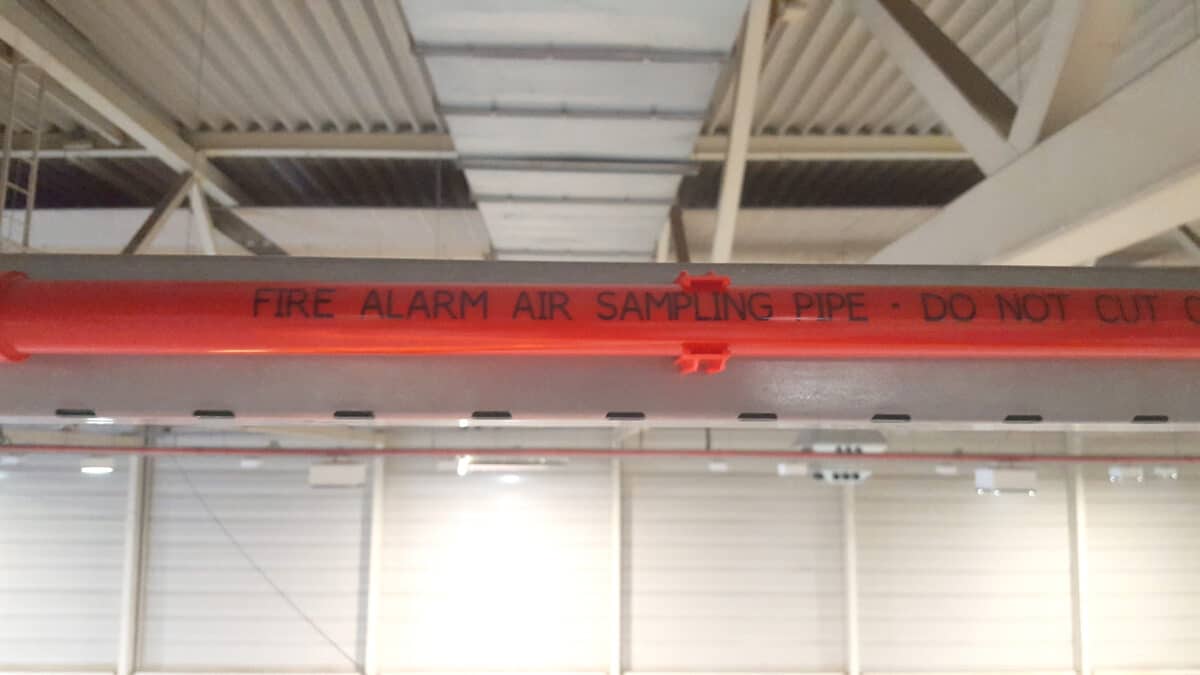 FIRE ALARM AIR SAMPLING PIPE · DO NOT CUT